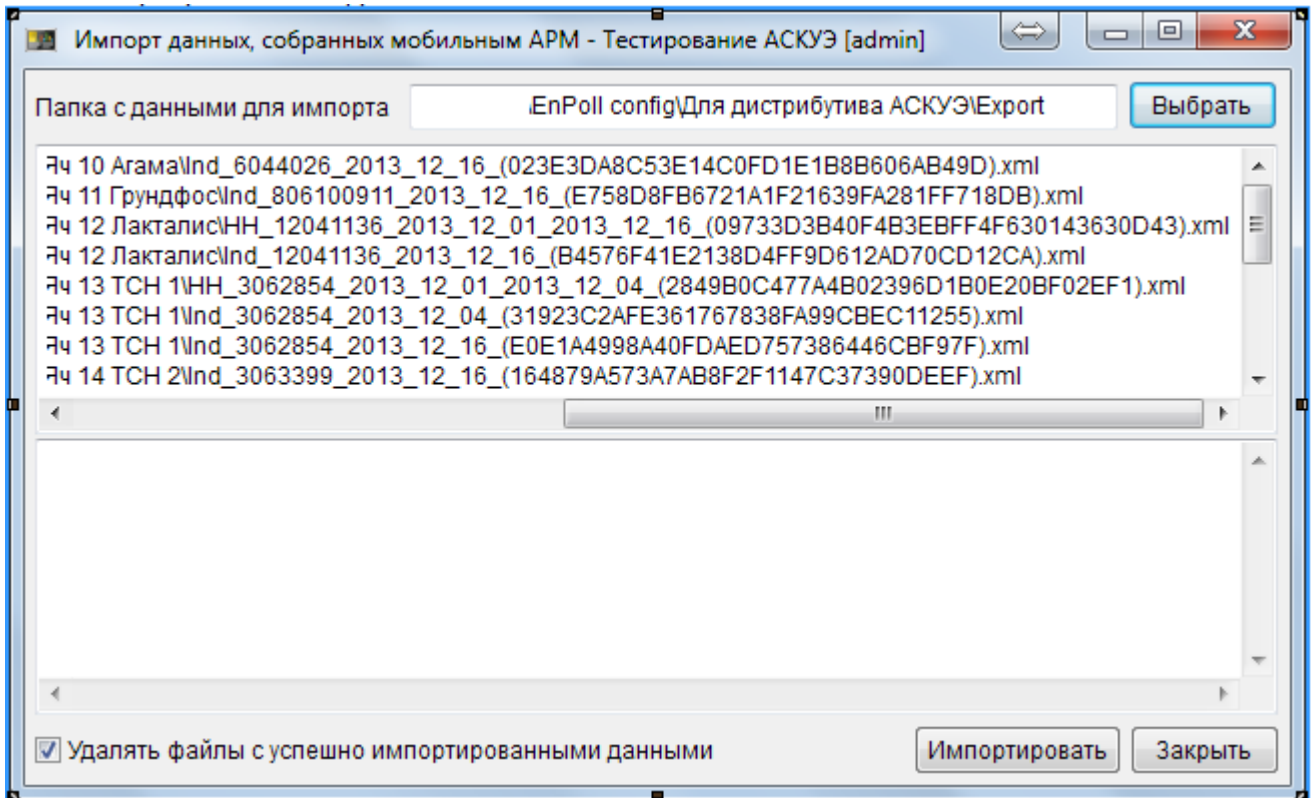 Импорт данных, собранных мобильным АРМ - Тестирование АСКУЭ [admin]
Папка с данными для импорта
\EnPoll config\Для дистрибутива АСКУЭ\Export
Выбрать
Яч 10 Агама\Ind_6044026_2013_12_16_(023E3DA8C53E14C0FD1E1B8B606AB49D).xml
Яч 11 Грундфос\Ind_806100911_2013_12_16_(E758D8FB6721A1F21639FA281FF718DB).xml
Яч 12 Лакталис\HH_12041136_2013_12_01_2013_12_16_(09733D3B40F4B3EBFF4F630143630D43).xml
Яч 12 Лакталис\Ind_12041136_2013_12_16_(B4576F41E2138D4FF9D612AD70CD12CA).xml
Яч 13 ТСН 1\HH_3062854_2013_12_01_2013_12_04_(2849B0C477A4B02396D1B0E20BF02EF1).xml
Яч 13 ТСН 1\Ind_3062854_2013_12_04_(31923C2AFE361767838FA99CBEC11255).xml
Яч 13 ТСН 1\Ind_3062854_2013_12_16_(E0E1A4998A40FDAED757386446CBF97F).xml
Яч 14 ТСН 2\Ind_3063399_2013_12_16_(164879A573A7AB8F2F1147C37390DEEF).xml
Удалять файлы с успешно импортированными данными
Импортировать
Закрыть